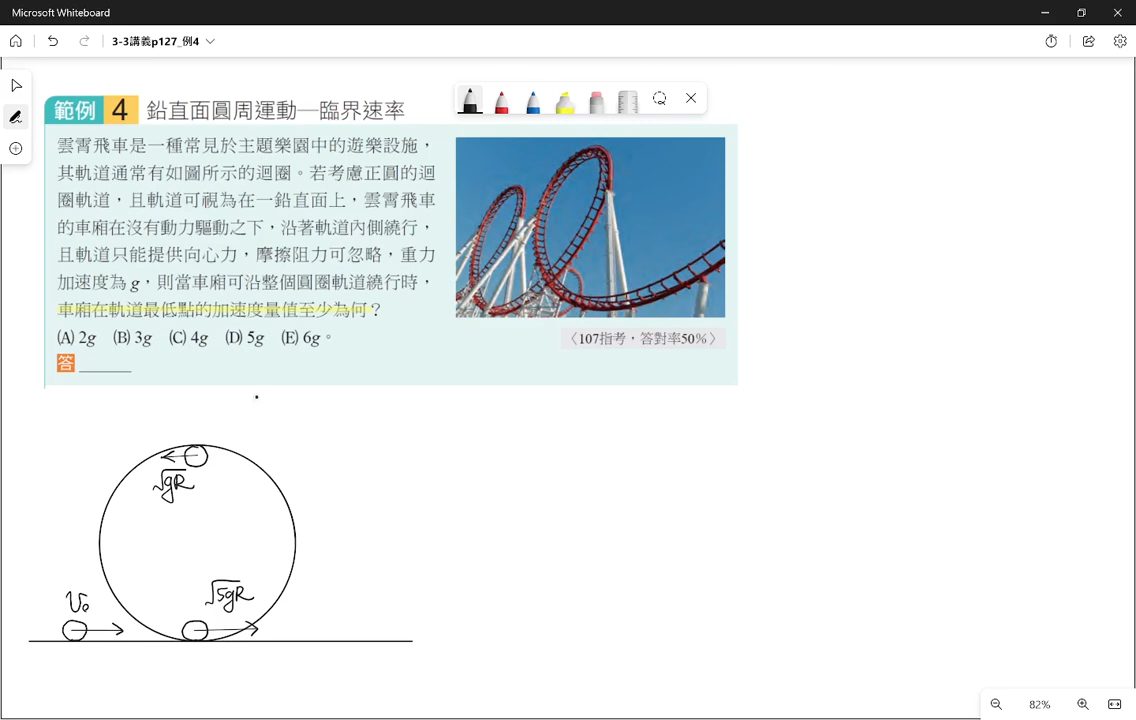 Microsoft Whiteboard
3-3講義p127_例4
範例 4 鉛直面圓周運動—臨界速率
雲霄飛車是一種常見於主題樂園中的遊樂設施,
其軌道通常有如圖所示的迴圈。若考慮正圓的迴
圈軌道,且軌道可視為在一鉛直面上,雲霄飛車
的車廂在沒有動力驅動之下,沿著軌道內側繞行,
且軌道只能提供向心力,摩擦阻力可忽略,重力
加速度為 g,則當車廂可沿整個圓圈軌道繞行時,
車廂在軌道最低點的加速度量值至少為何?
(A) 2g (B) 3g (C) 4g (D) 5g (E) 6g。
〈107指考,答對率50%〉
答
√gR
√5gR
V₀
82%